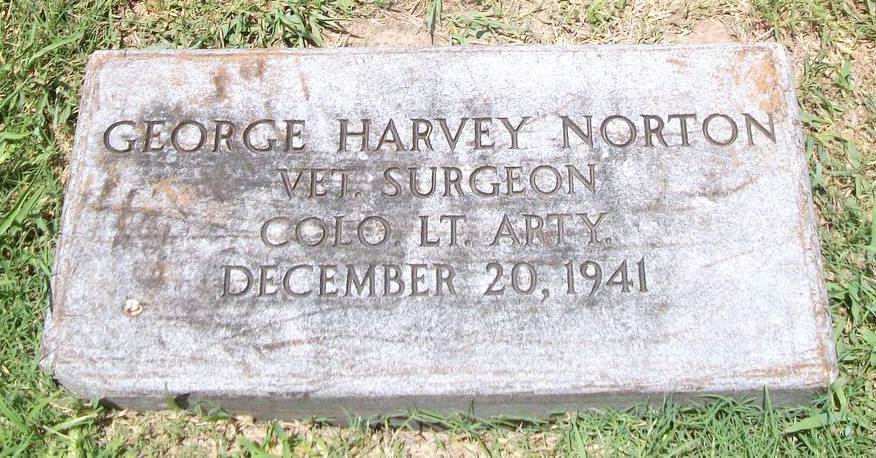 GEORGE HARVEY NORTON
VET. SURGEON
COLO. LT. ARTY.
DECEMBER 20, 1941